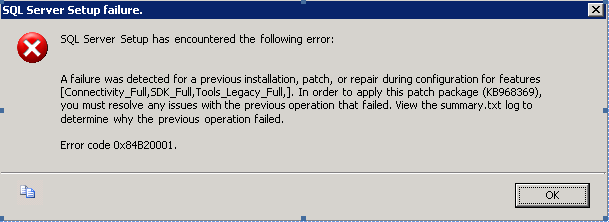 SQL Server Setup failure.
SQL Server Setup has encountered the following error:
A failure was detected for a previous installation, patch, or repair during configuration for features
[Connectivity_Full,SDK_Full,Tools_Legacy_Full,]. In order to apply this patch package (KB968369),
you must resolve any issues with the previous operation that failed. View the summary.txt log to
determine why the previous operation failed.
Error code 0x84B20001.
OK